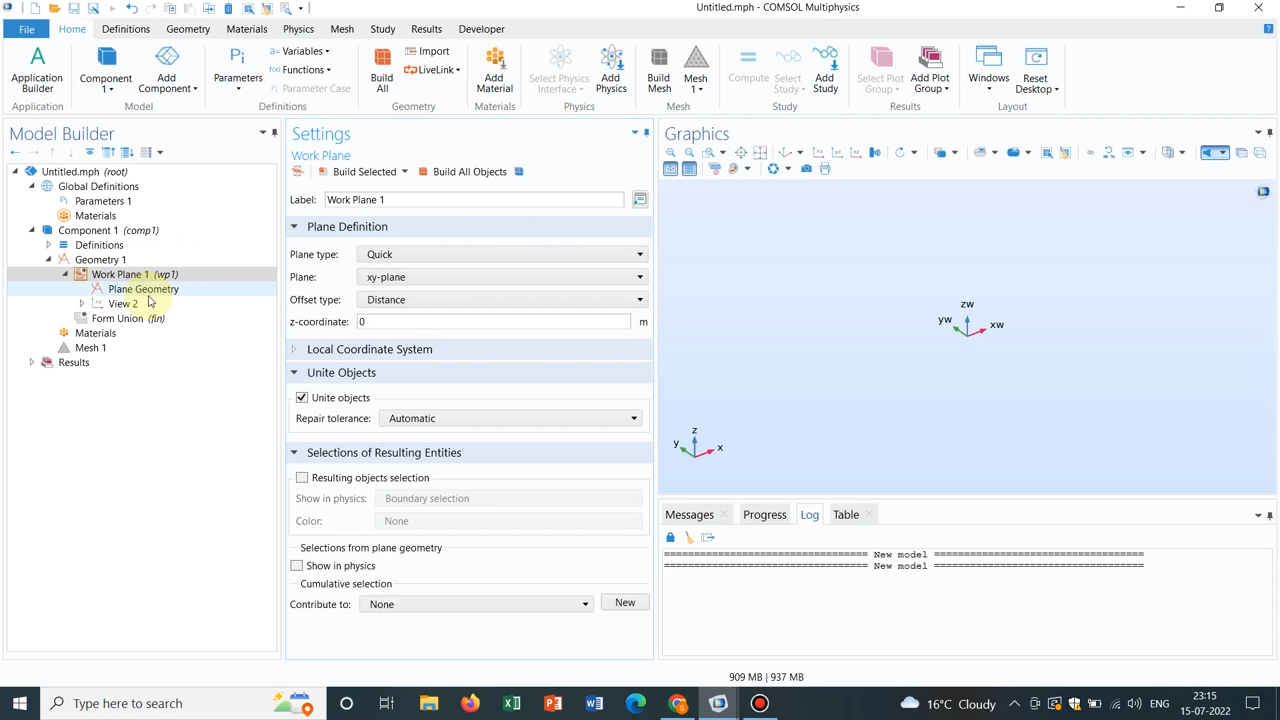 Untitled.mph - COMSOL Multiphysics
File Home Definitions Geometry Materials Physics Mesh Study Results Developer
Application Builder
Component 1
Add Component
Parameters
a= Variables
f(x) Functions
Pi Parameter Case
Build All
Import
LiveLink
Add Material
Select Physics Interface
Add Physics
Build Mesh
Mesh 1
Compute
Select Study
Add Study
Select Plot Group
Add Plot Group
Windows
Reset Desktop
Application Model Definitions Geometry Materials Physics Mesh Study Results Layout
Model Builder
Untitled.mph (root)
Global Definitions
Pi Parameters 1
Materials
Component 1 (comp1)
Definitions
Geometry 1
Work Plane 1 (wp1)
Plane Geometry
View 2
Form Union (fin)
Materials
Mesh 1
Results
Settings
Work Plane
Build Selected Build All Objects
Label: Work Plane 1
Plane Definition
Plane type: Quick
Plane: xy-plane
Offset type: Distance
z-coordinate: 0 m
Local Coordinate System
Unite Objects
Unite objects
Repair tolerance: Automatic
Selections of Resulting Entities
Resulting objects selection
Show in physics: Boundary selection
Color: None
Selections from plane geometry
Show in physics
Cumulative selection
Contribute to: None New
Graphics
zw
yw xw
z
y x
Messages Progress Log Table
=================================== New model ===================================
=================================== New model ===================================
909 MB | 937 MB
Type here to search
16°C Cloudy
ENG
23:15
15-07-2022